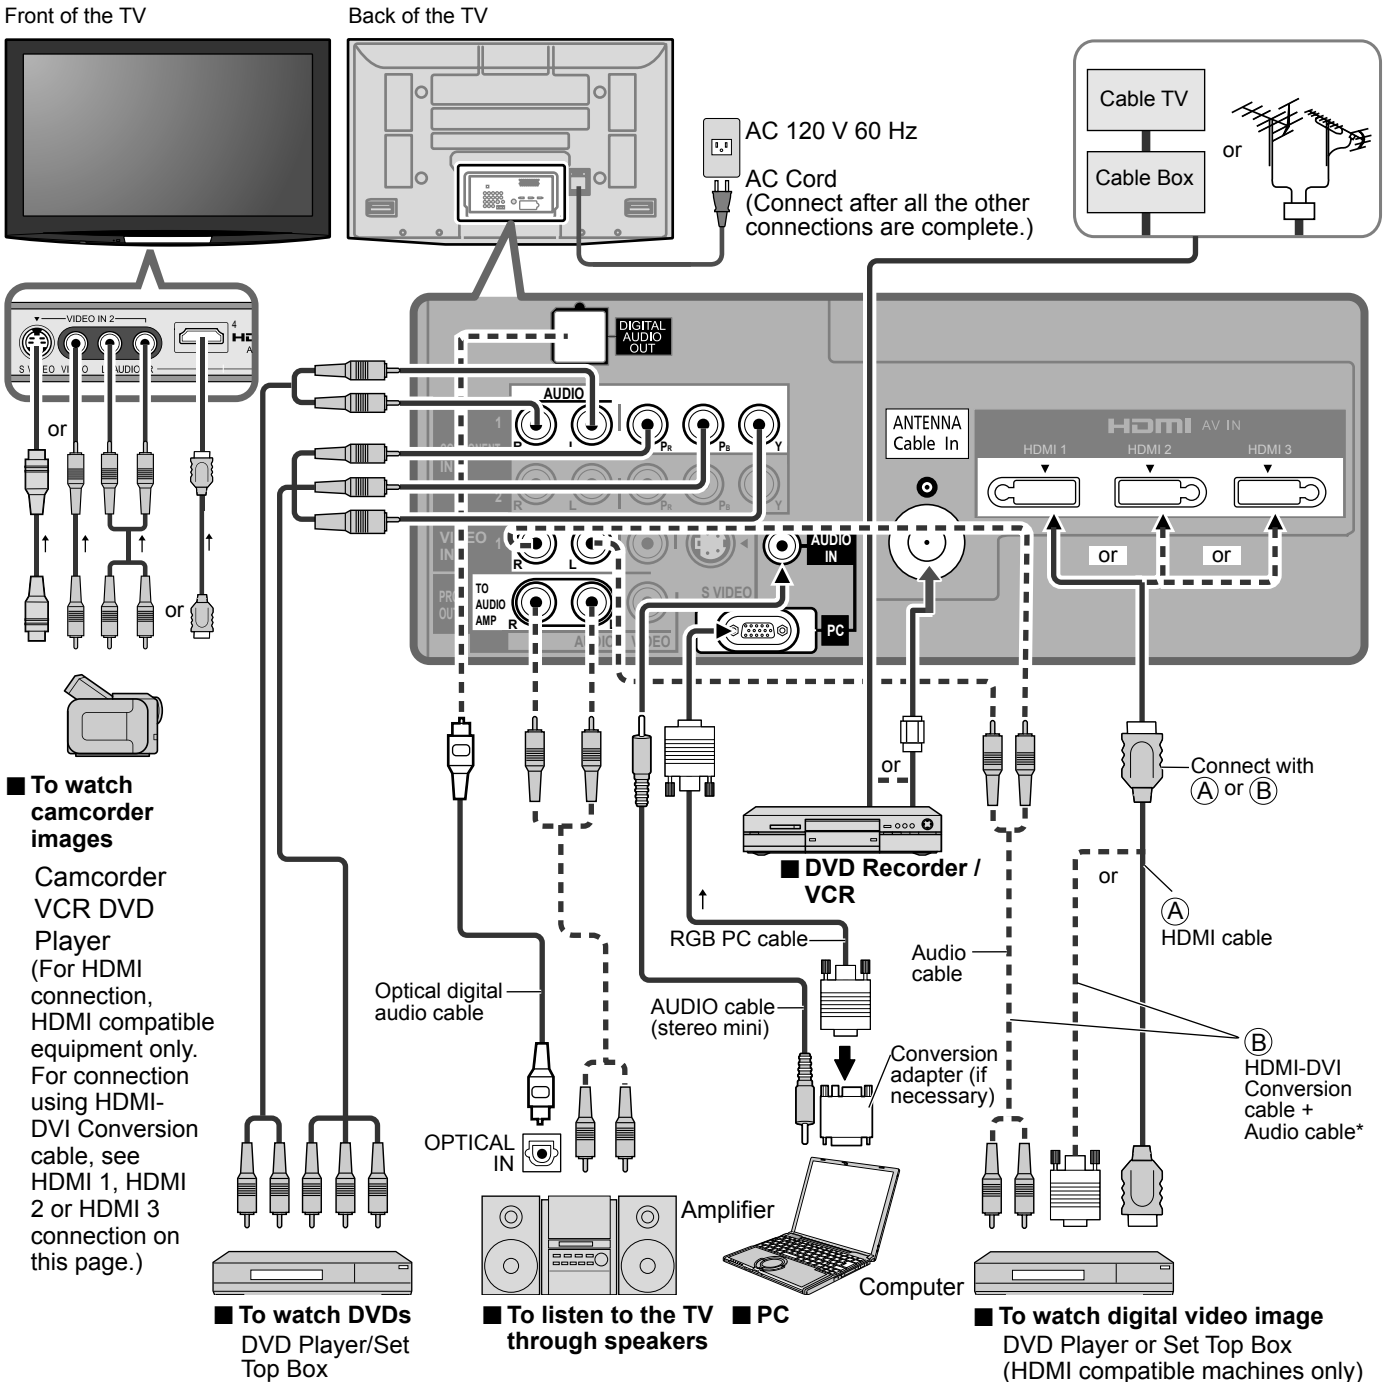 Front of the TV
Back of the TV
AC 120 V 60 Hz
AC Cord
(Connect after all the other
connections are complete.)
Cable TV
Cable Box
or
VIDEO IN 2
4
S VIDEO VIDEO L AUDIO R
or
or
DIGITAL
AUDIO
OUT
AUDIO
1
R L PR PB Y
IN
2
R L PR PB Y
VIDEO
IN
1
R L
AUDIO
IN
S VIDEO
TO
AUDIO
AMP
R
PC
AUDIO VIDEO
ANTENNA
Cable In
HDMI AV IN
HDMI 1
HDMI 2
HDMI 3
or
or
■ To watch
camcorder
images
Camcorder
VCR DVD
Player
(For HDMI
connection,
HDMI compatible
equipment only.
For connection
using HDMI-
DVI Conversion
cable, see
HDMI 1, HDMI
2 or HDMI 3
connection on
this page.)
or
■ DVD Recorder /
VCR
Connect with
Ⓐ or Ⓑ
or
Ⓐ
HDMI cable
RGB PC cable
Audio
cable
Optical digital
audio cable
AUDIO cable
(stereo mini)
Conversion
adapter (if
necessary)
Ⓑ
HDMI-DVI
Conversion
cable +
Audio cable*
OPTICAL
IN
Amplifier
Computer
■ To watch DVDs
DVD Player/Set
Top Box
■ To listen to the TV
through speakers
■ PC
■ To watch digital video image
DVD Player or Set Top Box
(HDMI compatible machines only)